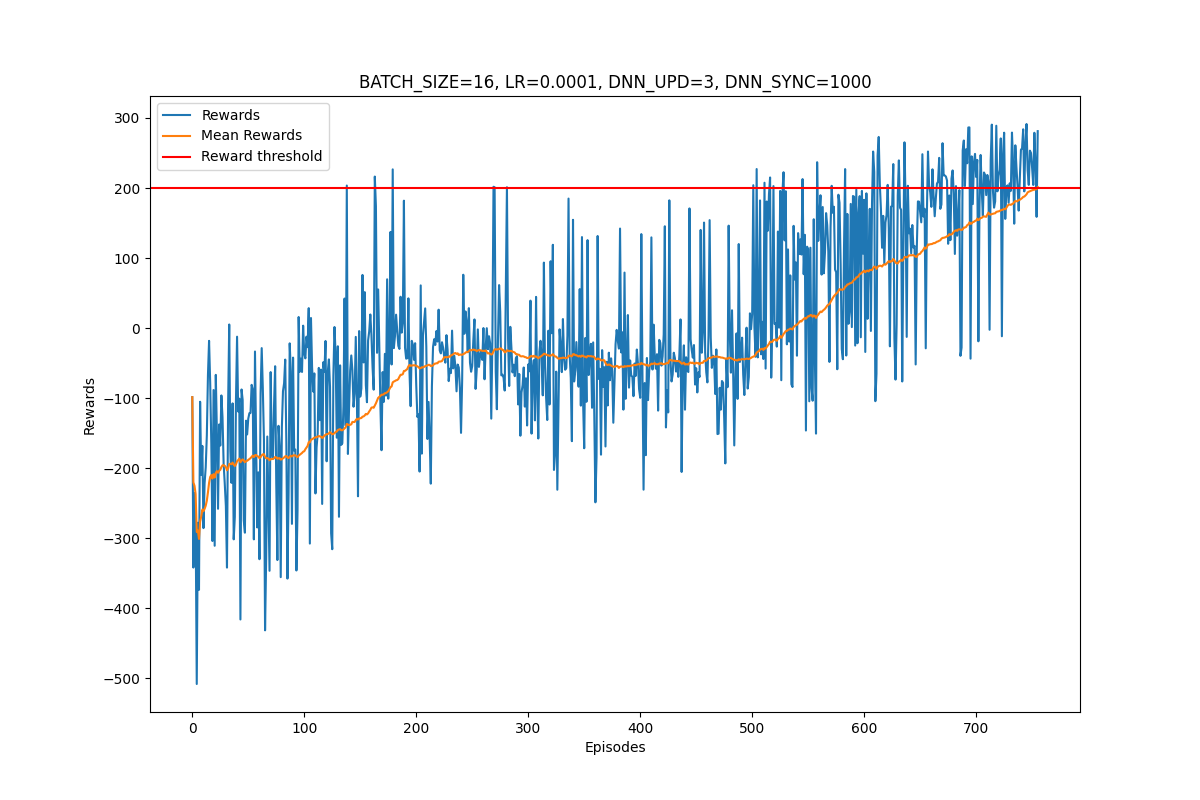 BATCH_SIZE=16, LR=0.0001, DNN_UPD=3, DNN_SYNC=1000
Rewards
Mean Rewards
Reward threshold
300
200
100
0
−100
−200
−300
−400
−500
Rewards
0 100 200 300 400 500 600 700
Episodes